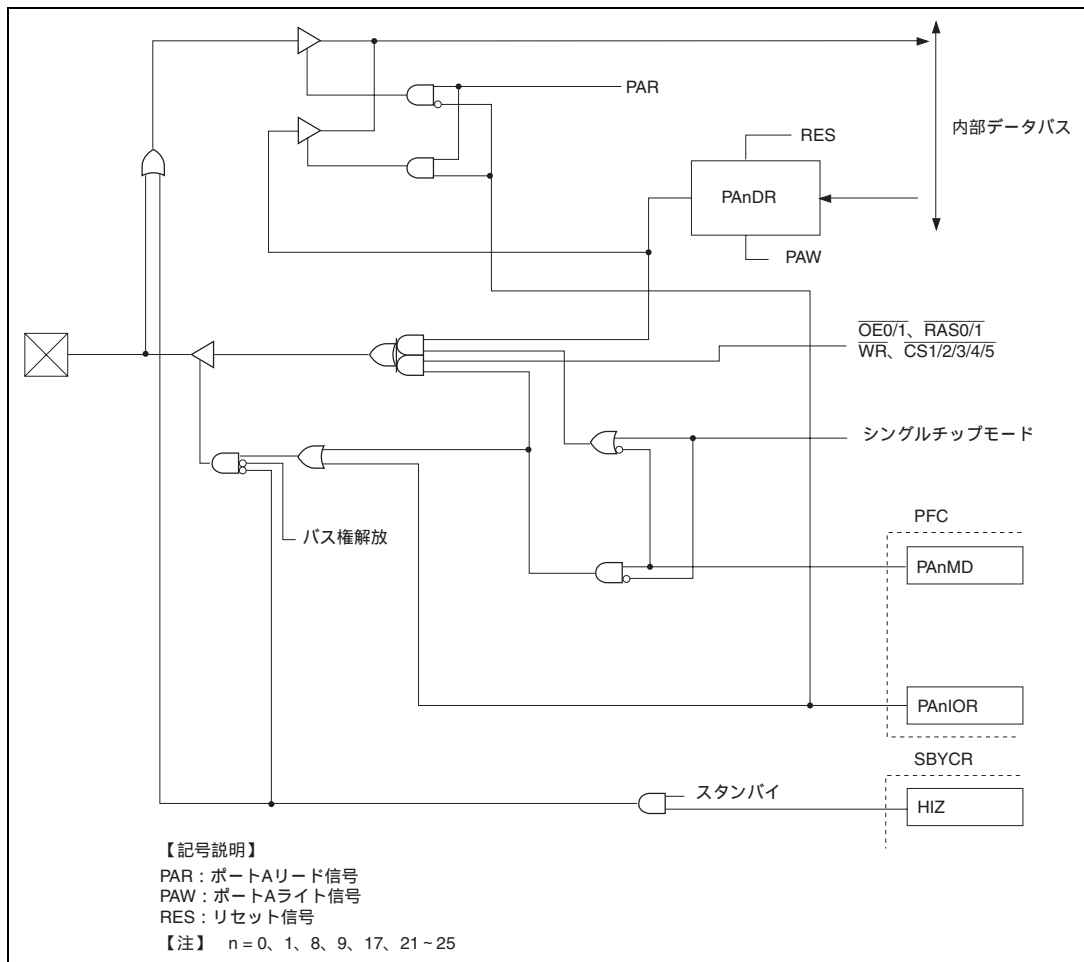 PAR
内部データバス
RES
PAnDR
PAW
OE0/1、RAS0/1
WR、CS1/2/3/4/5
シングルチップモード
バス権解放
PFC
PAnMD
PAnIOR
SBYCR
スタンバイ
HIZ
【記号説明】
PAR：ポートAリード信号
PAW：ポートAライト信号
RES：リセット信号
【注】 n = 0、1、8、9、17、21～25